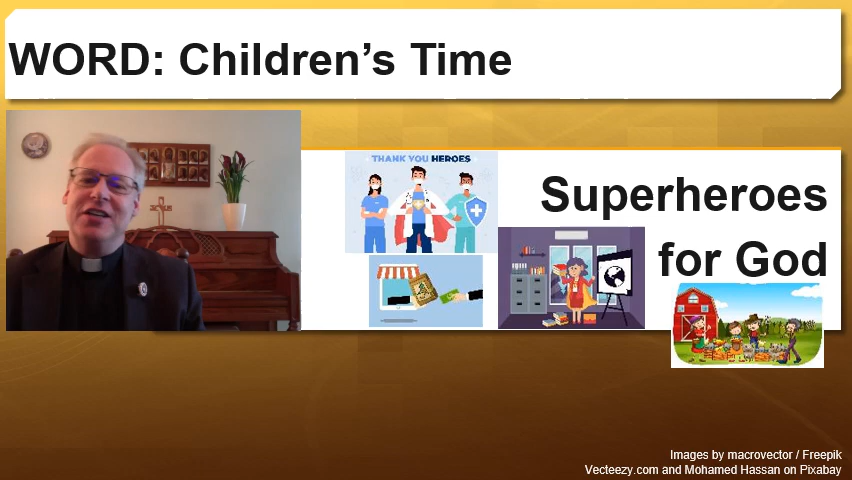 WORD: Children’s Time
THANK YOU HEROES
Superheroes
for God
Images by macrovector / Freepik
Vecteezy.com and Mohamed Hassan on Pixabay